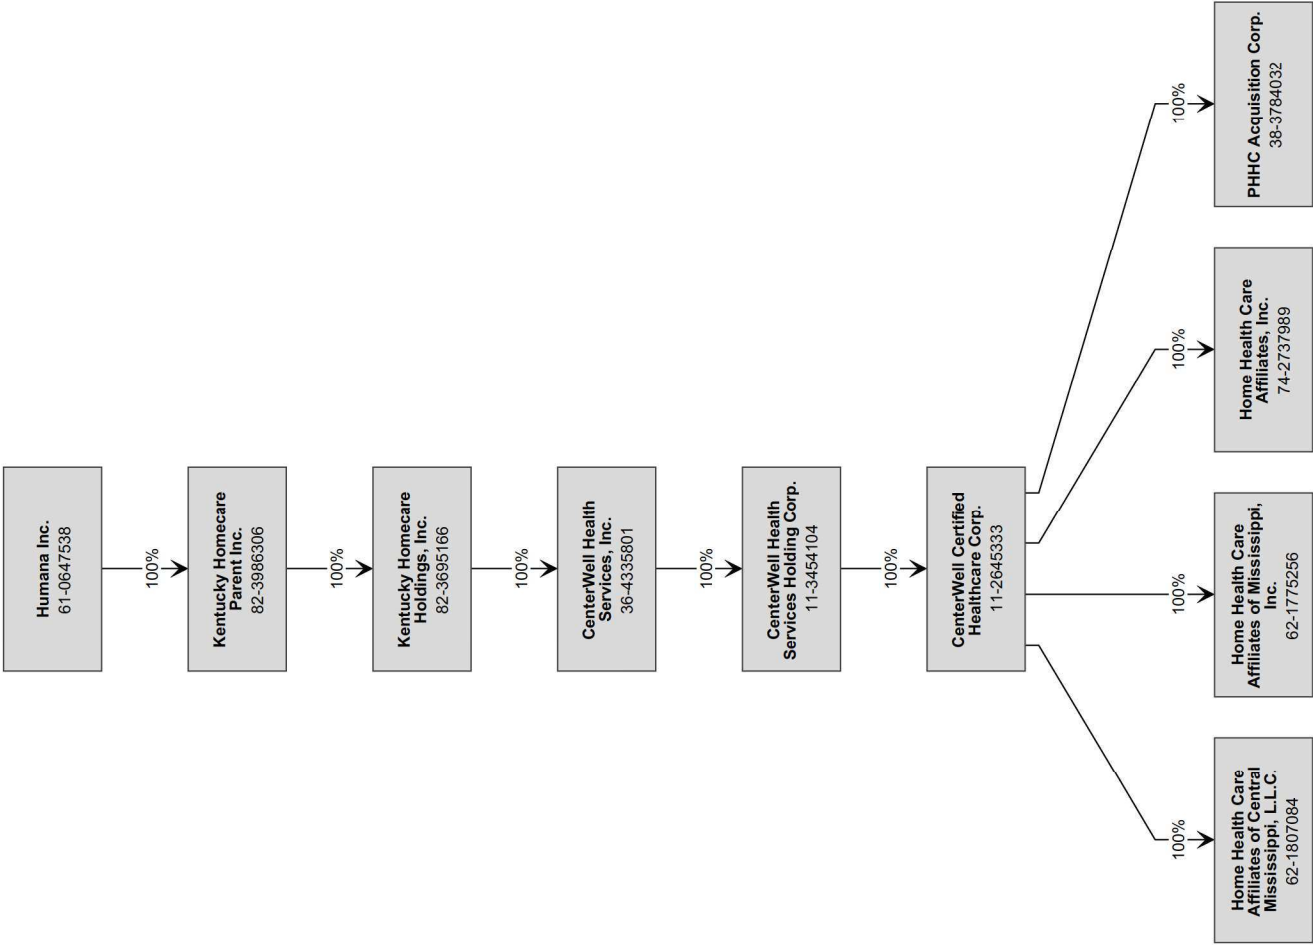 Humana Inc.
61-0647538
100%
Kentucky Homecare
Parent Inc.
82-3986306
100%
Kentucky Homecare
Holdings, Inc.
82-3695166
100%
CenterWell Health
Services, Inc.
36-4335801
100%
CenterWell Health
Services Holding Corp.
11-3454104
100%
CenterWell Certified
Healthcare Corp.
11-2645333
100%
100%
100%
100%
Home Health Care
Affiliates of Central
Mississippi, L.L.C.
62-1807084
Home Health Care
Affiliates of Mississippi,
Inc.
62-1775256
Home Health Care
Affiliates, Inc.
74-2737989
PHHC Acquisition Corp.
38-3784032